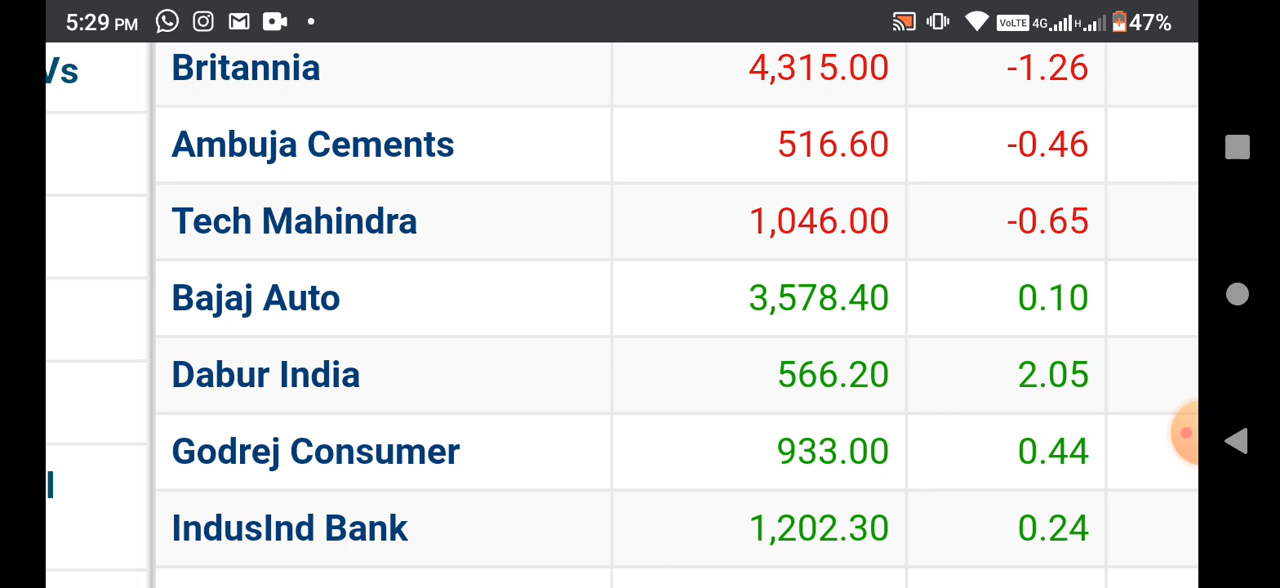 5:29 PM VoLTE 4G H 47%
Vs
Britannia 4,315.00 -1.26
Ambuja Cements 516.60 -0.46
Tech Mahindra 1,046.00 -0.65
Bajaj Auto 3,578.40 0.10
Dabur India 566.20 2.05
Godrej Consumer 933.00 0.44
l
IndusInd Bank 1,202.30 0.24